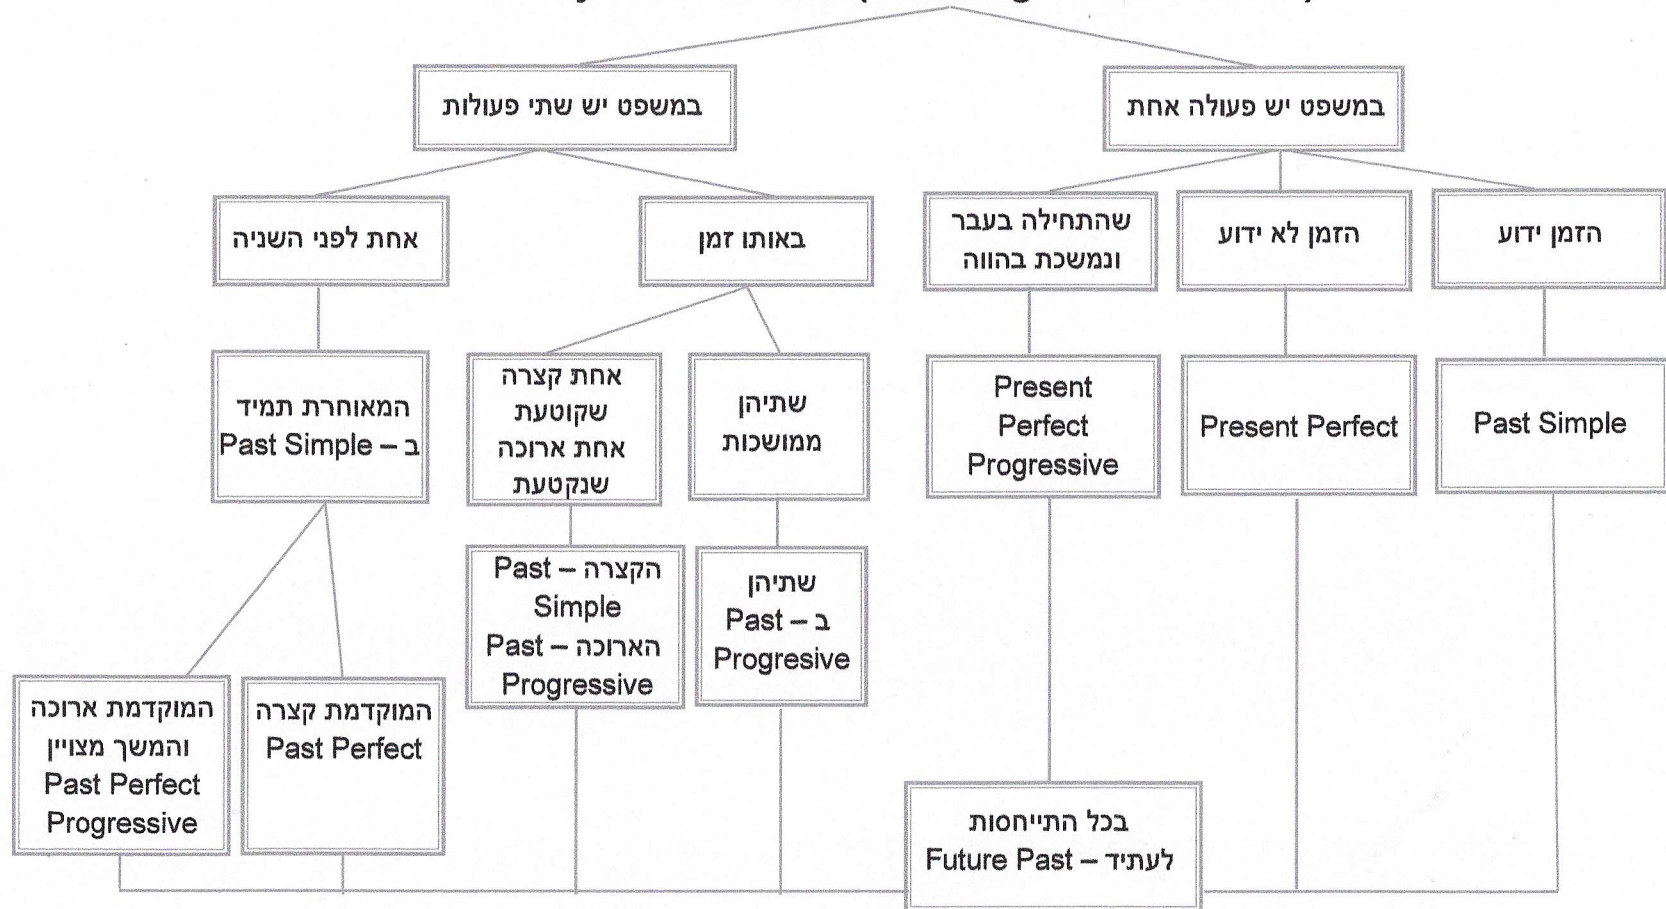 במשפט יש פעולה אחת
במשפט יש שתי פעולות
הזמן ידוע
הזמן לא ידוע
שהתחילה בעבר
ונמשכת בהווה
באותו זמן
אחת לפני השניה
Past Simple
Present Perfect
Present
Perfect
Progressive
שתיהן
ממושכות
אחת קצרה
שקוטעת
אחת ארוכה
שנקטעת
המאוחרת תמיד
ב – Past Simple
שתיהן
ב – Past
Progresive
הקצרה – Past
Simple
הארוכה – Past
Progressive
המוקדמת קצרה
Past Perfect
המוקדמת ארוכה
והמשך מצויין
Past Perfect
Progressive
בכל התייחסות
לעתיד – Future Past